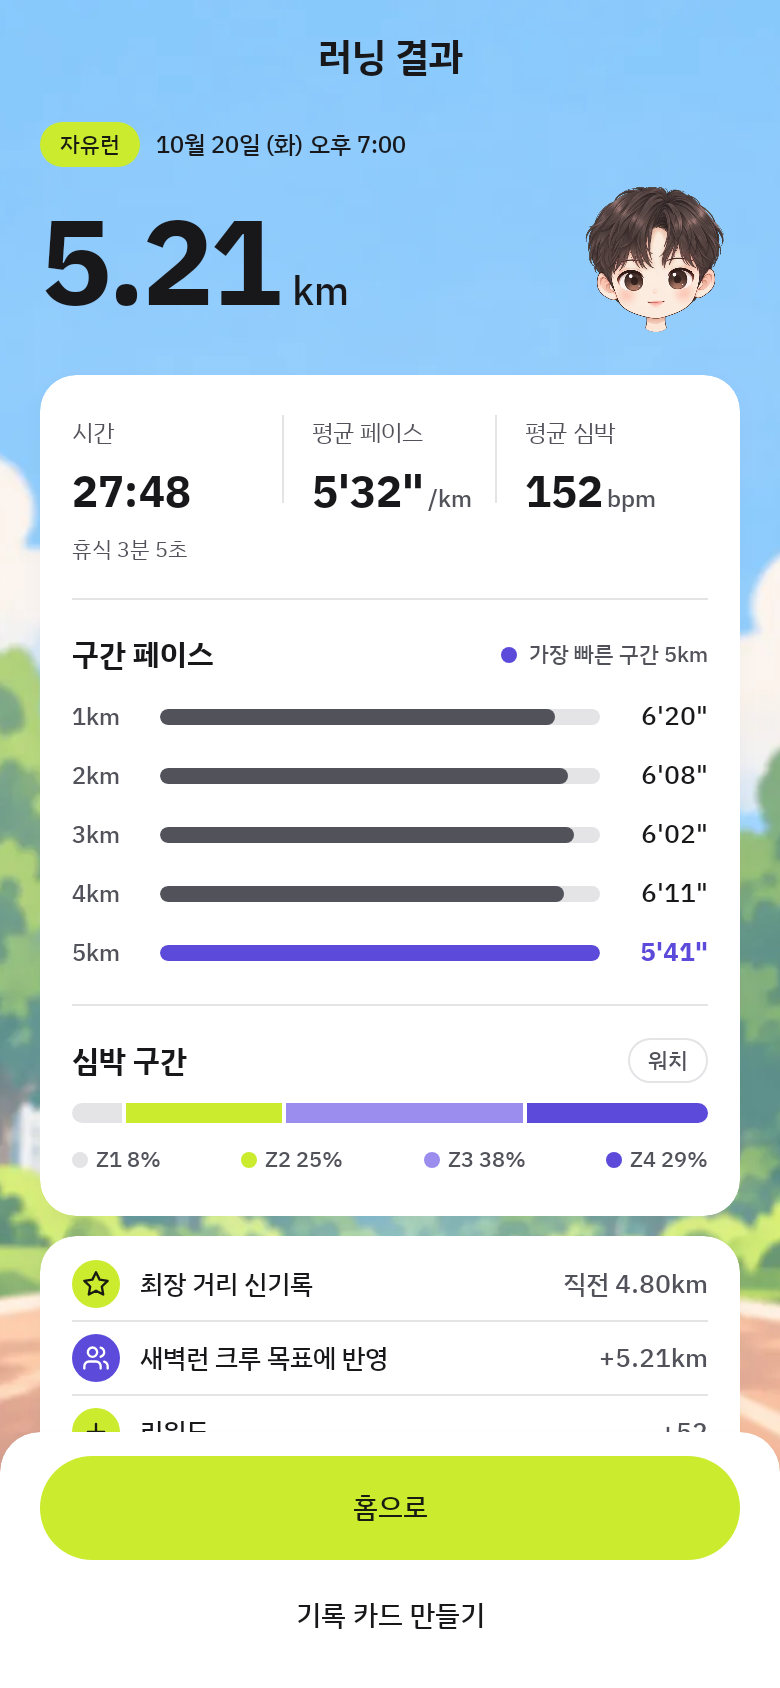 러닝 결과
자유런 10월 20일 (화) 오후 7:00
5.21 km
시간 평균 페이스 평균 심박
27:48 5'32" /km 152 bpm
휴식 3분 5초
구간 페이스 가장 빠른 구간 5km
1km 6'20"
2km 6'08"
3km 6'02"
4km 6'11"
5km 5'41"
심박 구간 워치
Z1 8% Z2 25% Z3 38% Z4 29%
최장 거리 신기록 직전 4.80km
새벽런 크루 목표에 반영 +5.21km
홈으로
기록 카드 만들기